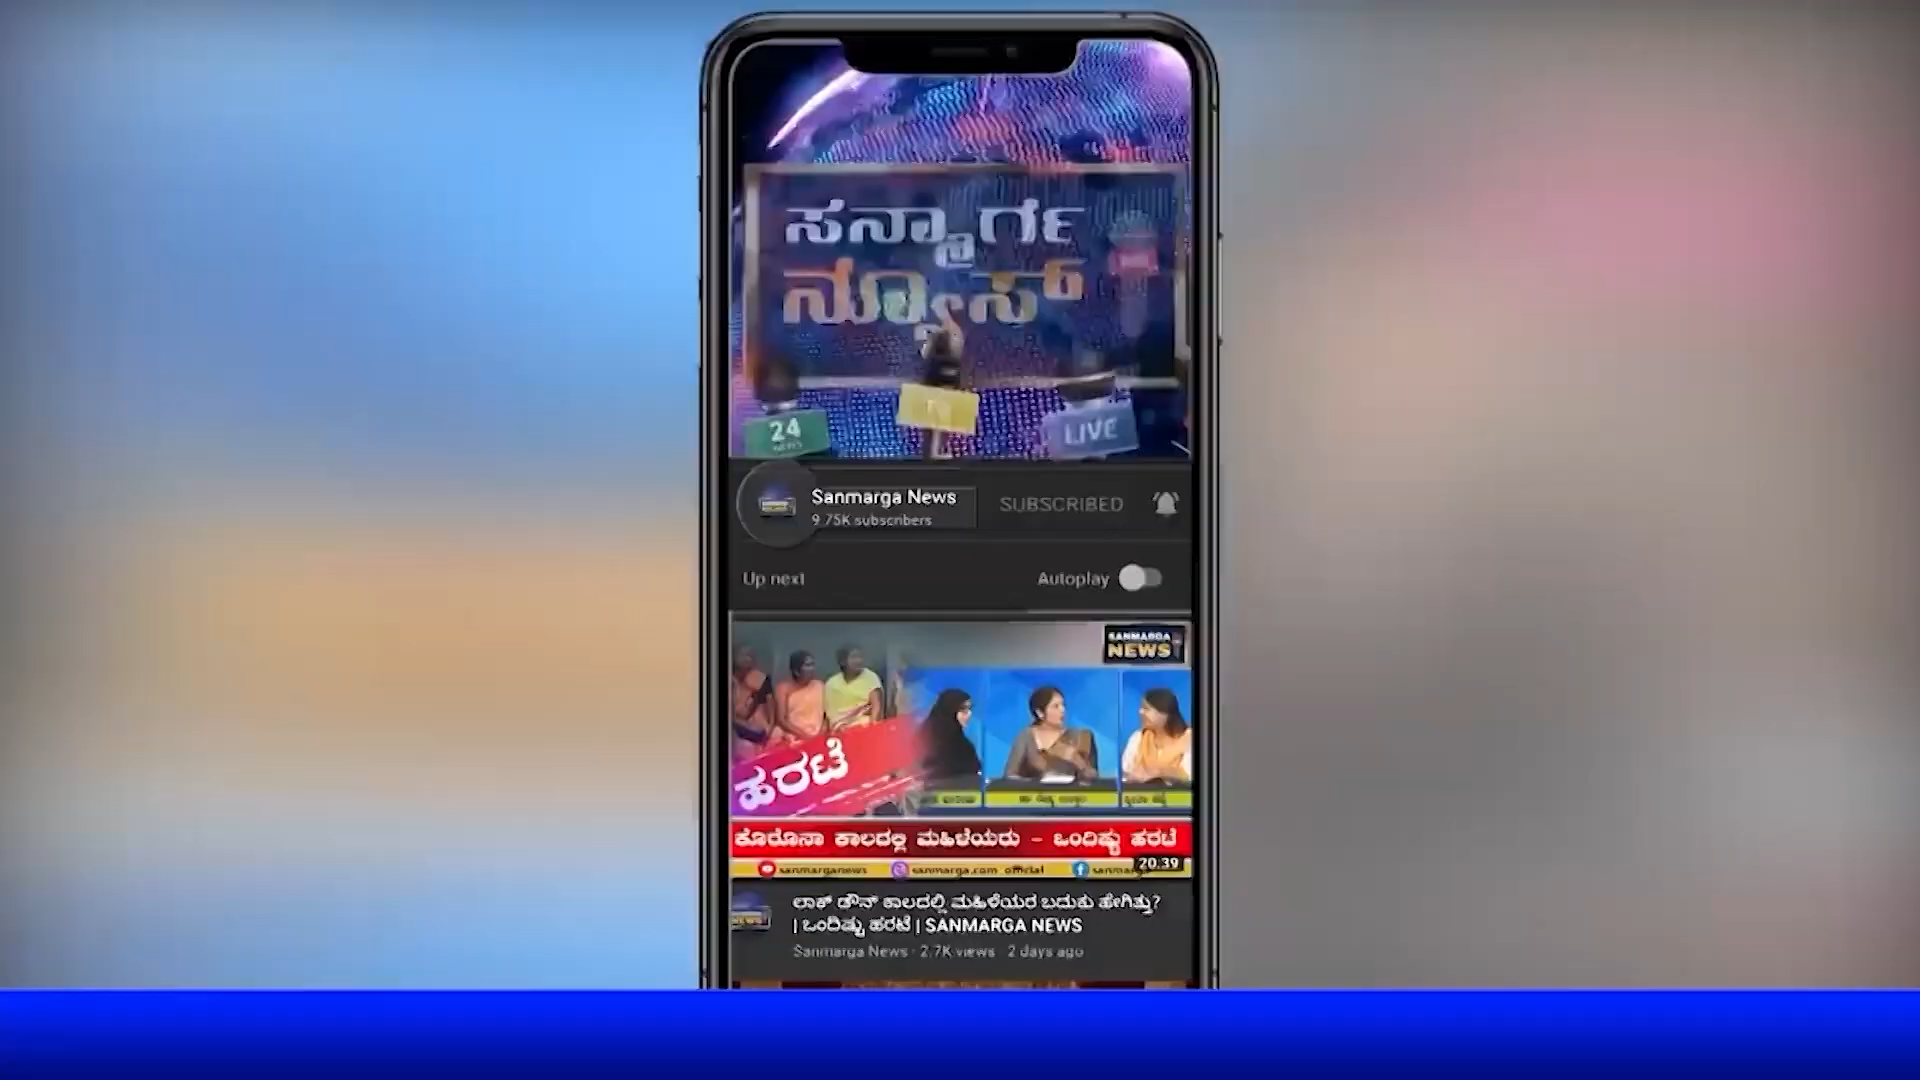 ಸನ್ಮಾರ್ಗ
ನ್ಯೂಸ್
24
NEWS
N
LIVE
Sanmarga News
9.75K subscribers
SUBSCRIBED
Up next
Autoplay
SANMARGA
NEWS
ಹರಟೆ
ಕೊರೊನಾ ಕಾಲದಲ್ಲಿ ಮಹಿಳೆಯರು - ಒಂದಿಷ್ಟು ಹರಟೆ
20:39
sanmarganews sanmarga.com_official
ಲಾಕ್ ಡೌನ್ ಕಾಲದಲ್ಲಿ ಮಹಿಳೆಯರ ಬದುಕು ಹೇಗಿತ್ತು?
| ಒಂದಿಷ್ಟು ಹರಟೆ | SANMARGA NEWS
Sanmarga News · 2.7K views · 2 days ago
NEWS